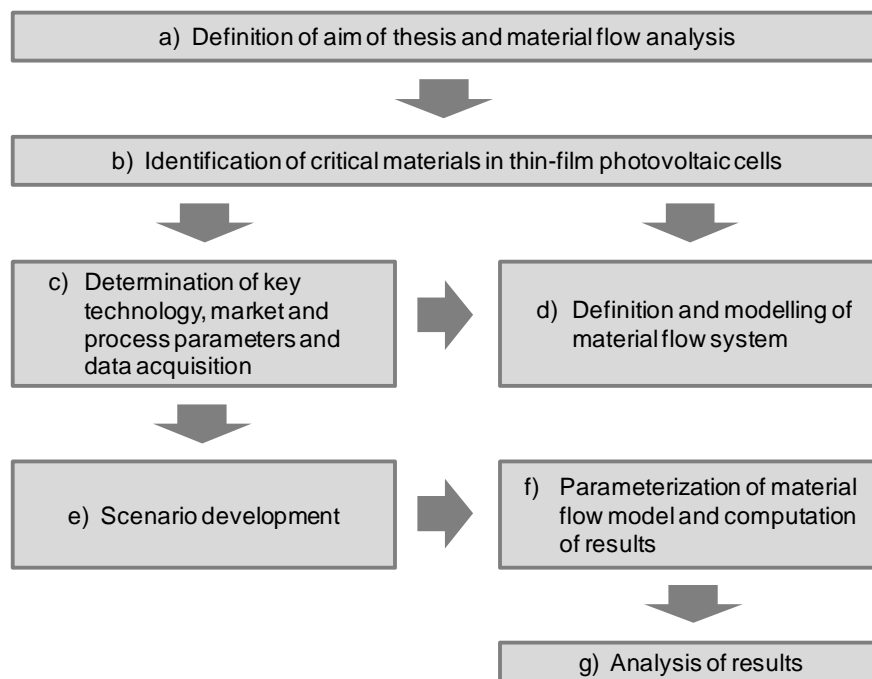 a) Definition of aim of thesis and material flow analysis
b) Identification of critical materials in thin-film photovoltaic cells
c) Determination of key
technology, market and
process parameters and
data acquisition
d) Definition and modelling of
material flow system
e) Scenario development
f) Parameterization of material
flow model and computation
of results
g) Analysis of results